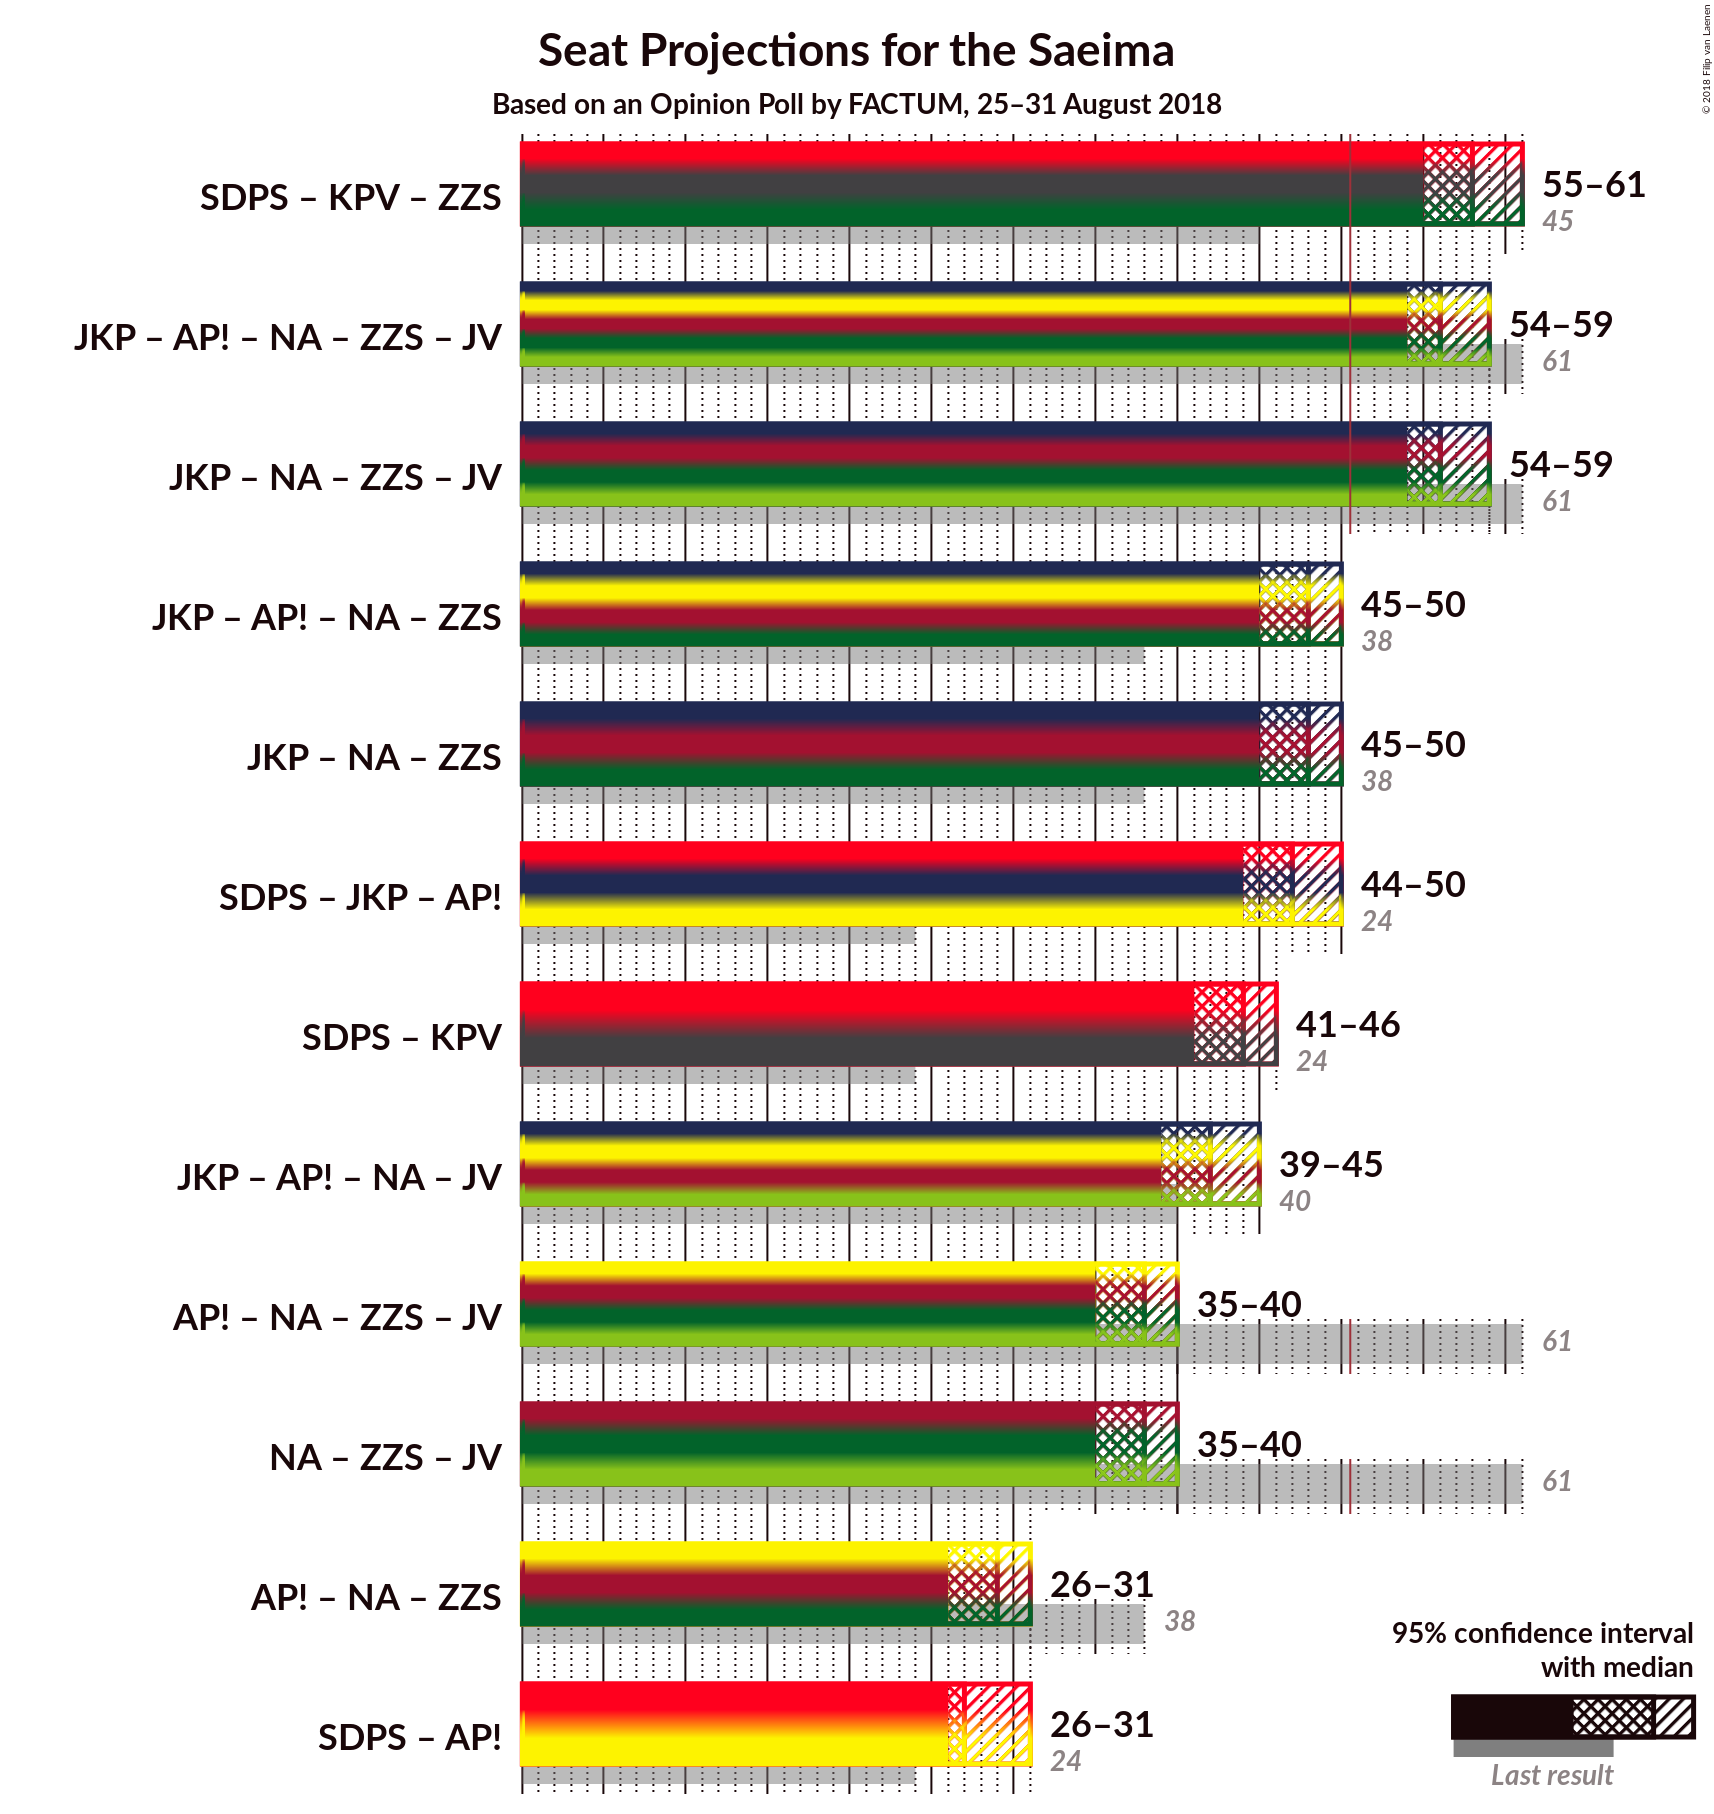 Seat Projections for the Saeima
Based on an Opinion Poll by FACTUM, 25–31 August 2018
© 2018 Filip van Laenen
SDPS – KPV – ZZS
55–61
45
JKP – AP! – NA – ZZS – JV
54–59
61
JKP – NA – ZZS – JV
54–59
61
JKP – AP! – NA – ZZS
45–50
38
JKP – NA – ZZS
45–50
38
SDPS – JKP – AP!
44–50
24
SDPS – KPV
41–46
24
JKP – AP! – NA – JV
39–45
40
AP! – NA – ZZS – JV
35–40
61
NA – ZZS – JV
35–40
61
AP! – NA – ZZS
26–31
38
SDPS – AP!
26–31
24
95% confidence interval
with median
Last result